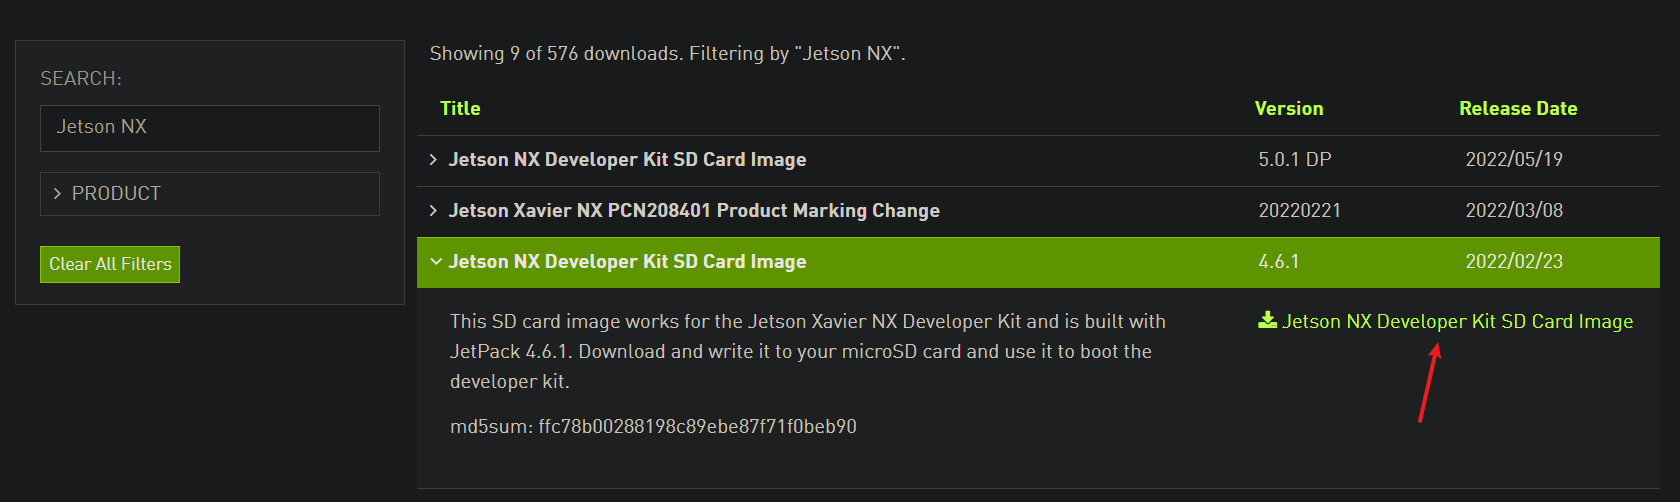 SEARCH:
Jetson NX
PRODUCT
Clear All Filters
Showing 9 of 576 downloads. Filtering by "Jetson NX".
Title Version Release Date
Jetson NX Developer Kit SD Card Image 5.0.1 DP 2022/05/19
Jetson Xavier NX PCN208401 Product Marking Change 20220221 2022/03/08
Jetson NX Developer Kit SD Card Image 4.6.1 2022/02/23
This SD card image works for the Jetson Xavier NX Developer Kit and is built with
JetPack 4.6.1. Download and write it to your microSD card and use it to boot the
developer kit.
md5sum: ffc78b00288198c89ebe87f71f0beb90
Jetson NX Developer Kit SD Card Image